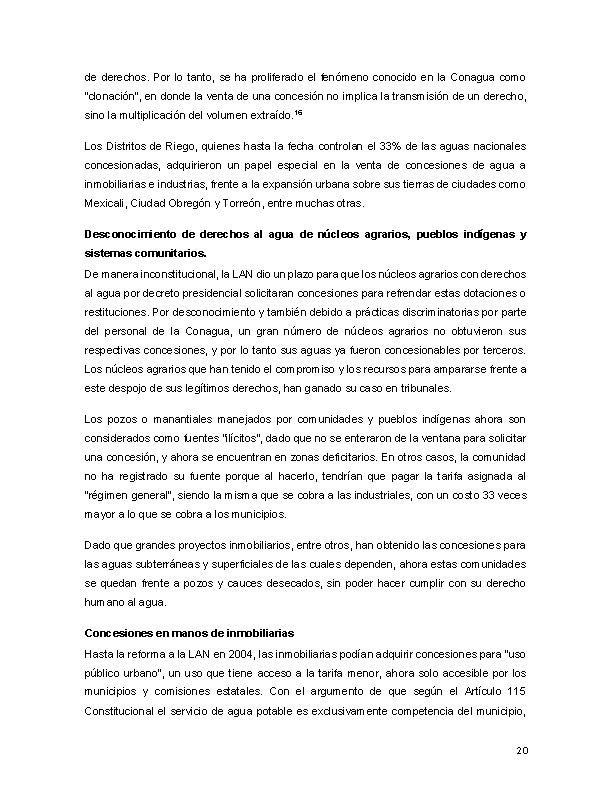 de derechos. Por lo tanto, se ha proliferado el fenómeno conocido en la Conagua como
"clonación", en donde la venta de una concesión no implica la transmisión de un derecho,
sino la multiplicación del volumen extraído.16
Los Distritos de Riego, quienes hasta la fecha controlan el 33% de las aguas nacionales
concesionadas, adquirieron un papel especial en la venta de concesiones de agua a
inmobiliarias e industrias, frente a la expansión urbana sobre sus tierras de ciudades como
Mexicali, Ciudad Obregón y Torreón, entre muchas otras.
Desconocimiento de derechos al agua de núcleos agrarios, pueblos indígenas y
sistemas comunitarios.
De manera inconstitucional, la LAN dio un plazo para que los núcleos agrarios con derechos
al agua por decreto presidencial solicitaran concesiones para refrendar estas dotaciones o
restituciones. Por desconocimiento y también debido a prácticas discriminatorias por parte
del personal de la Conagua, un gran número de núcleos agrarios no obtuvieron sus
respectivas concesiones, y por lo tanto sus aguas ya fueron concesionables por terceros.
Los núcleos agrarios que han tenido el compromiso y los recursos para ampararse frente a
este despojo de sus legítimos derechos, han ganado su caso en tribunales.
Los pozos o manantiales manejados por comunidades y pueblos indígenas ahora son
considerados como fuentes "ilícitos", dado que no se enteraron de la ventana para solicitar
una concesión, y ahora se encuentran en zonas deficitarios. En otros casos, la comunidad
no ha registrado su fuente porque al hacerlo, tendrían que pagar la tarifa asignada al
"régimen general", siendo la misma que se cobra a las industriales, con un costo 33 veces
mayor a lo que se cobra a los municipios.
Dado que grandes proyectos inmobiliarios, entre otros, han obtenido las concesiones para
las aguas subterráneas y superficiales de las cuales dependen, ahora estas comunidades
se quedan frente a pozos y cauces desecados, sin poder hacer cumplir con su derecho
humano al agua.
Concesiones en manos de inmobiliarias
Hasta la reforma a la LAN en 2004, las inmobiliarias podían adquirir concesiones para "uso
público urbano", un uso que tiene acceso a la tarifa menor, ahora solo accesible por los
municipios y comisiones estatales. Con el argumento de que según el Artículo 115
Constitucional el servicio de agua potable es exclusivamente competencia del municipio,
20